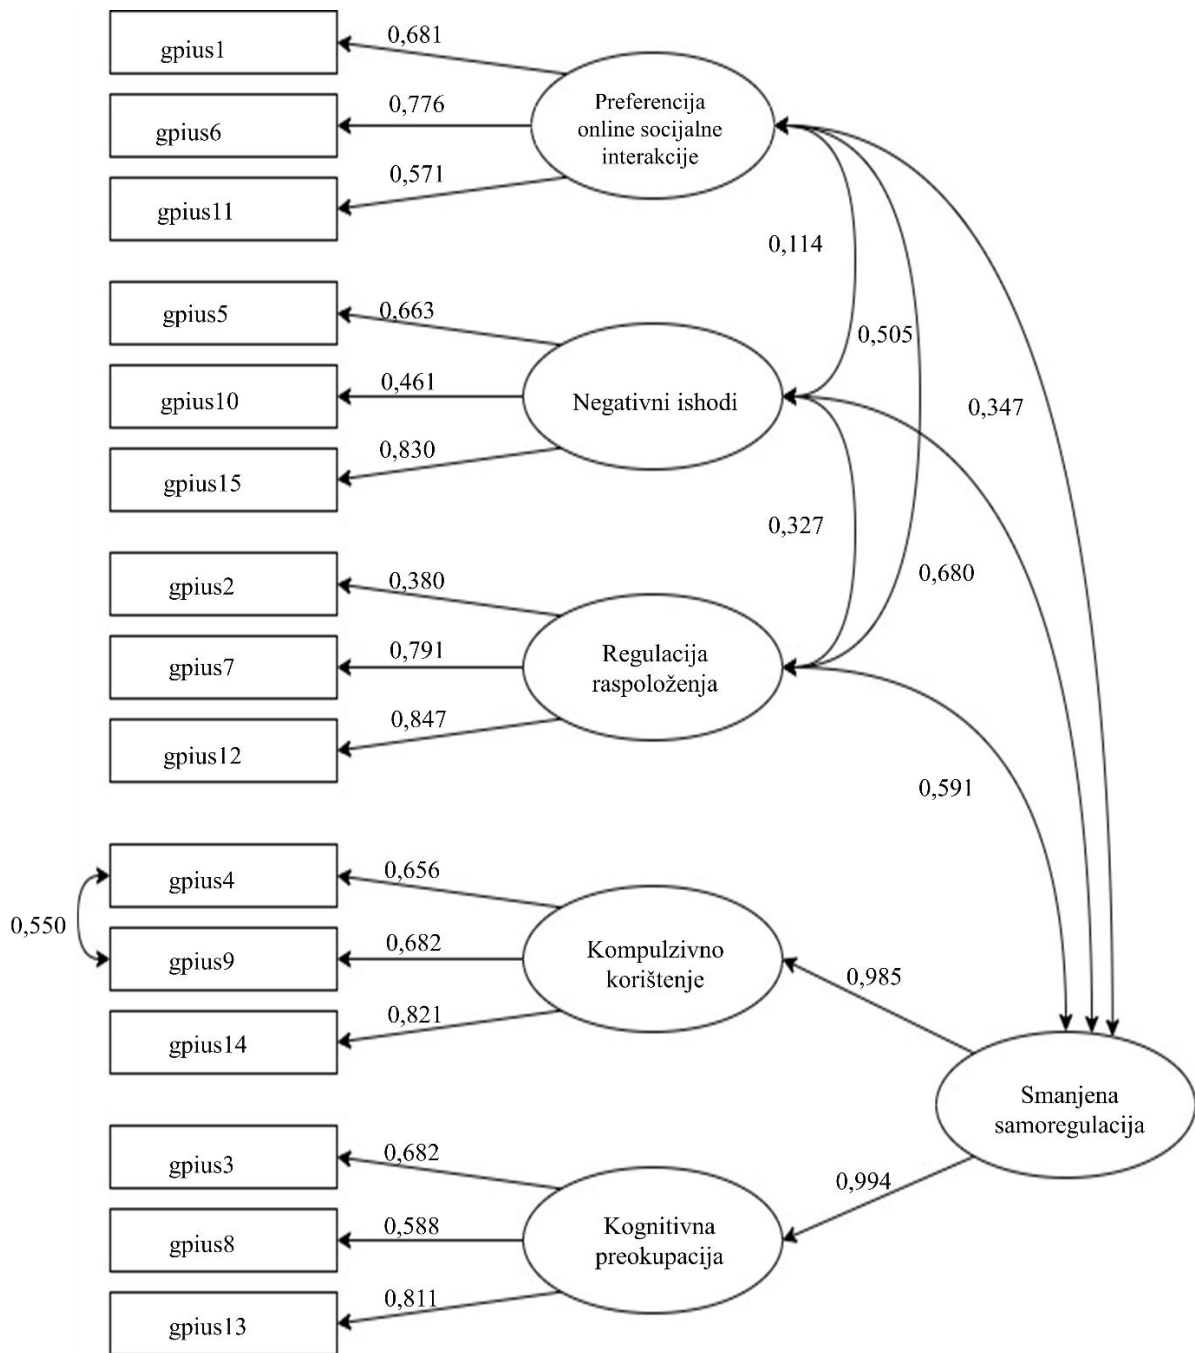 gpius1
0,681
gpius6
0,776
gpius11
0,571
Preferencija
online socijalne
interakcije
0,114
0,505
0,347
gpius5
0,663
gpius10
0,461
gpius15
0,830
Negativni ishodi
0,327
0,680
gpius2
0,380
gpius7
0,791
gpius12
0,847
Regulacija
raspoloženja
0,591
gpius4
0,656
0,550
gpius9
0,682
gpius14
0,821
Kompulzivno
korištenje
0,985
Smanjena
samoregulacija
0,994
gpius3
0,682
gpius8
0,588
gpius13
0,811
Kognitivna
preokupacija